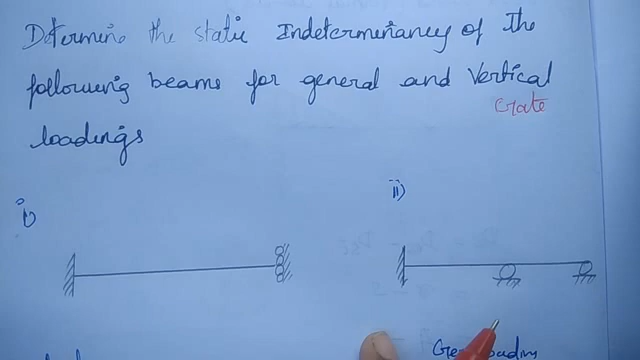 Determine the static Indeterminancy of the
following beams for general and vertical
Gate
loadings
i)
ii)